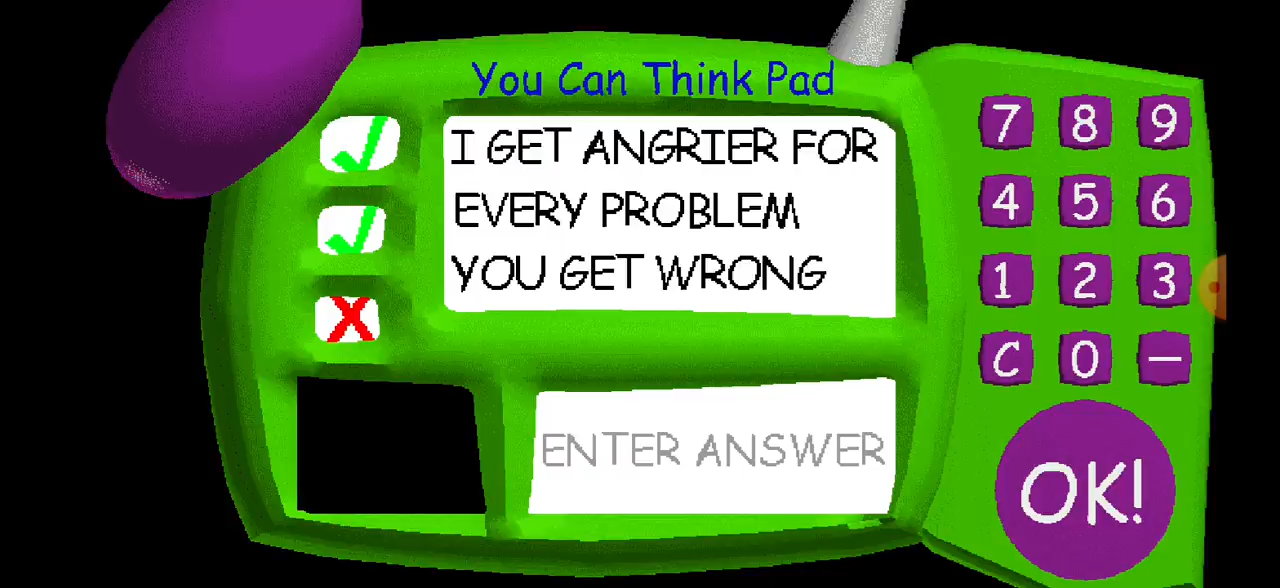 You Can Think Pad
I GET ANGRIER FOR
EVERY PROBLEM
YOU GET WRONG
ENTER ANSWER
7 8 9
4 5 6
1 2 3
C 0 —
OK!